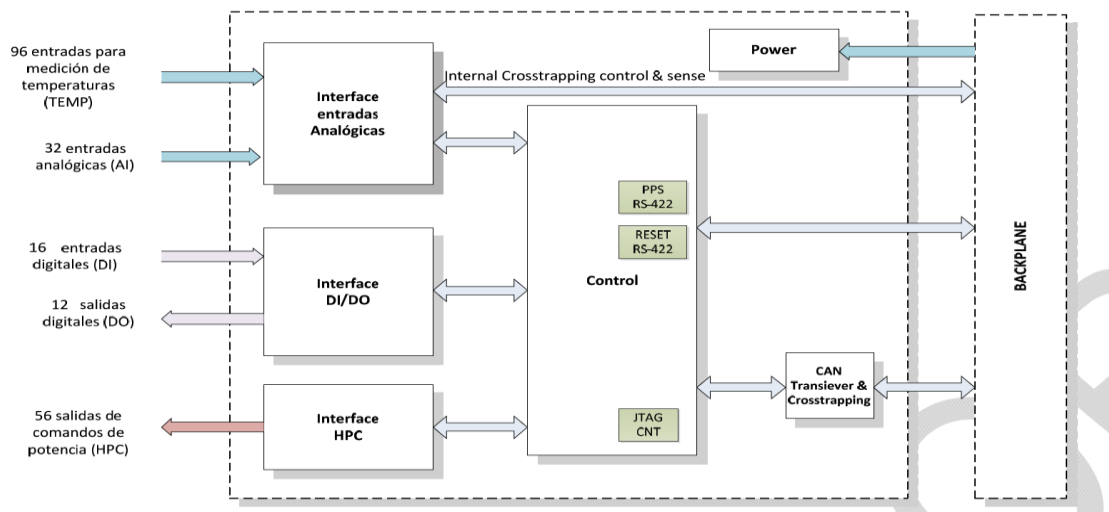 96 entradas para
medición de
temperaturas
(TEMP)
32 entradas
analógicas (AI)
16 entradas
digitales (DI)
12 salidas
digitales (DO)
56 salidas de
comandos de
potencia (HPC)
Interface
entradas
Analógicas
Interface
DI/DO
Interface
HPC
Internal Crosstrapping control & sense
Power
PPS
RS-422
RESET
RS-422
Control
JTAG
CNT
CAN
Transiever &
Crosstrapping
BACKPLANE